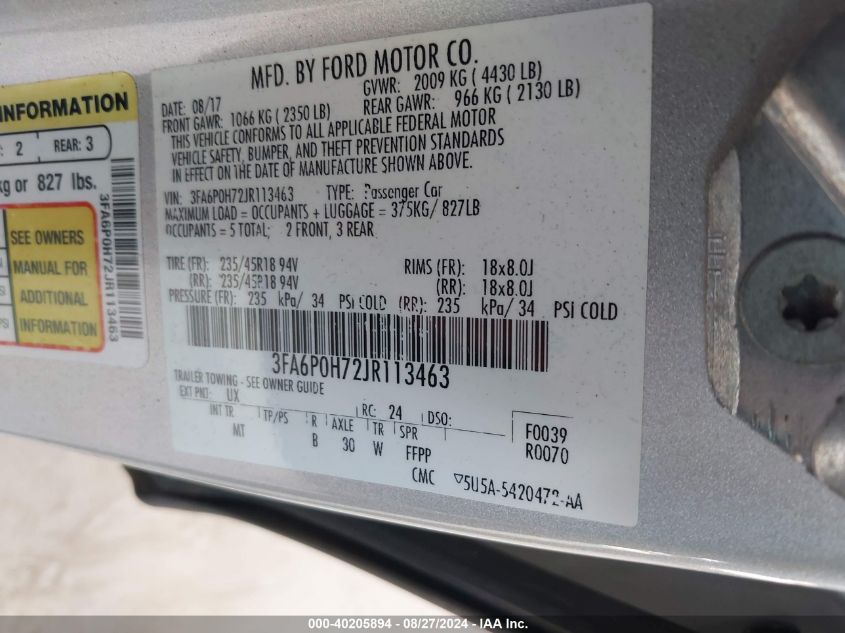 INFORMATION
2 REAR: 3
kg or 827 lbs.
SEE OWNERS
MANUAL FOR
ADDITIONAL
INFORMATION
3FA6P0H72JR113463
MFD. BY FORD MOTOR CO.
DATE: 08/17 GVWR: 2009 KG ( 4430 LB)
FRONT GAWR: 1066 KG ( 2350 LB) REAR GAWR: 966 KG ( 2130 LB)
THIS VEHICLE CONFORMS TO ALL APPLICABLE FEDERAL MOTOR
VEHICLE SAFETY, BUMPER, AND THEFT PREVENTION STANDARDS
IN EFFECT ON THE DATE OF MANUFACTURE SHOWN ABOVE.
VIN: 3FA6P0H72JR113463 TYPE: Passenger Car
MAXIMUM LOAD = OCCUPANTS + LUGGAGE = 375KG/ 827LB
OCCUPANTS = 5 TOTAL; 2 FRONT, 3 REAR
TIRE (FR): 235/45R18 94V RIMS (FR): 18x8.0J
(RR): 235/45R18 94V (RR): 18x8.0J
PRESSURE (FR): 235 kPa/ 34 PSI COLD (RR): 235 kPa/ 34 PSI COLD
3FA6P0H72JR113463
TRAILER TOWING - SEE OWNER GUIDE
EXT PNT: UX RC: 24 DSO: F0039
INT TR TP/PS R AXLE TR SPR R0070
MT B 30 W FFPP
CMC 5U5A-5420472-AA
000-40205894 - 08/27/2024 - IAA Inc.